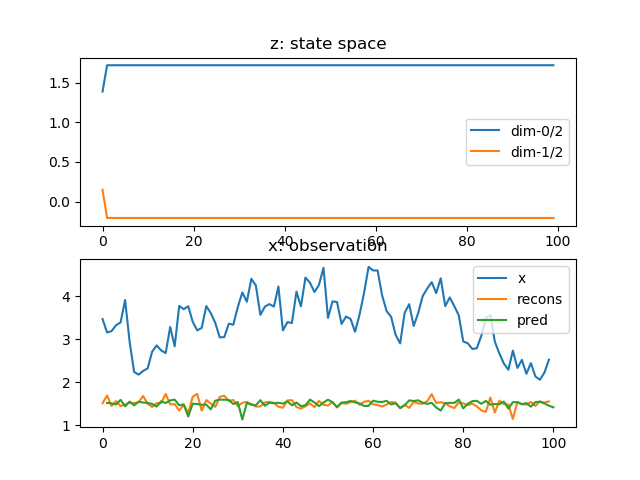 z: state space
1.5
1.0
0.5
0.0
dim-0/2
dim-1/2
0 20 40 60 80 100
x: observation
4
3
2
1
x
recons
pred
0 20 40 60 80 100